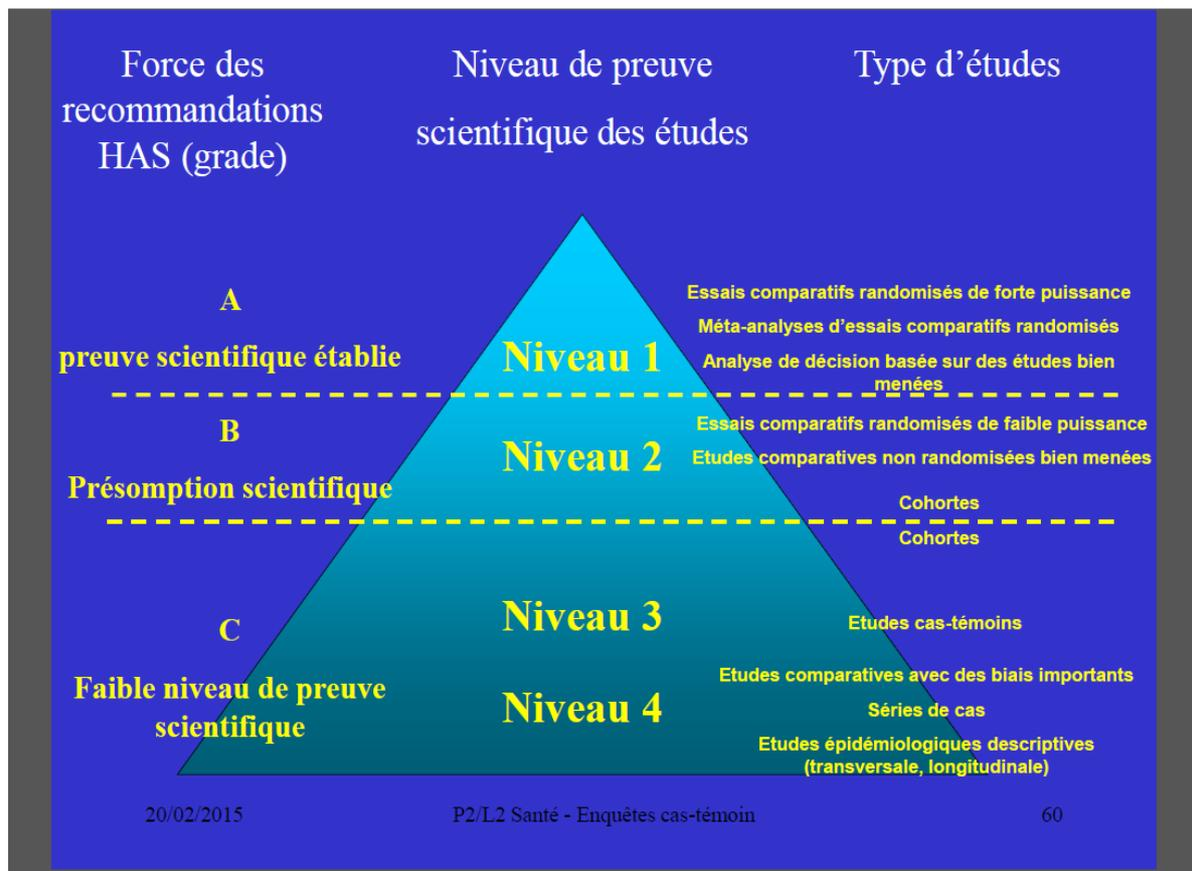 Force des
recommandations
HAS (grade)
Niveau de preuve
scientifique des études
Type d'études
A
preuve scientifique établie
Niveau 1
Essais comparatifs randomisés de forte puissance
Méta-analyses d'essais comparatifs randomisés
Analyse de décision basée sur des études bien
menées
B
Présomption scientifique
Niveau 2
Essais comparatifs randomisés de faible puissance
Etudes comparatives non randomisées bien menées
Cohortes
Cohortes
C
Faible niveau de preuve
scientifique
Niveau 3
Etudes cas-témoins
Niveau 4
Etudes comparatives avec des biais importants
Séries de cas
Etudes épidémiologiques descriptives
(transversale, longitudinale)
20/02/2015
P2/L2 Santé - Enquêtes cas-témoin
60